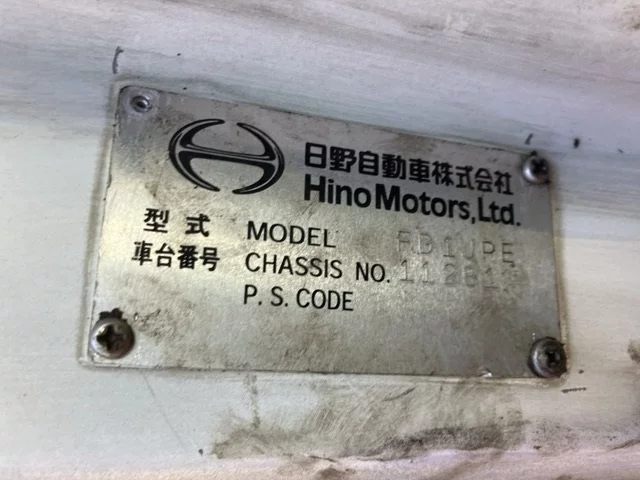 日野自動車株式会社
Hino Motors, Ltd.
型式 MODEL
車台番号 CHASSIS NO.
P. S. CODE